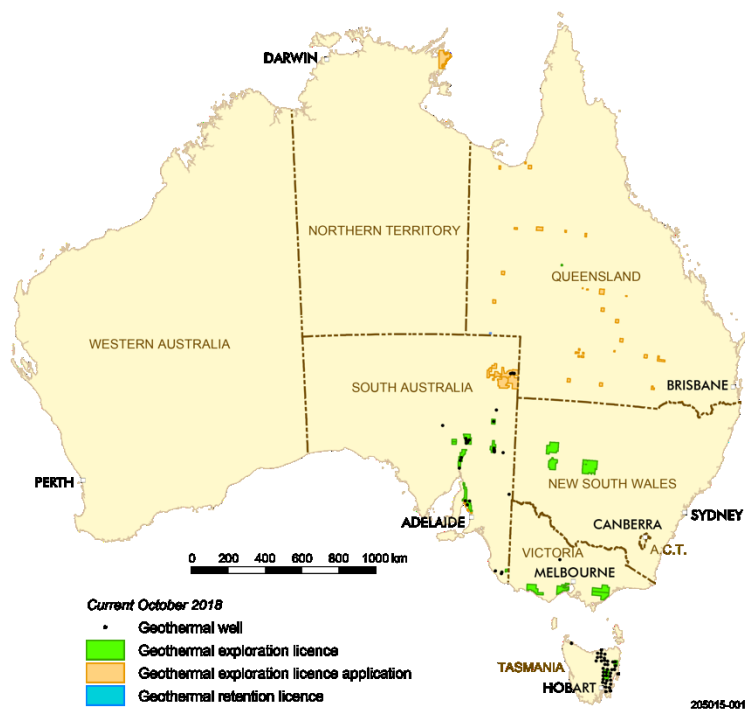 DARWIN
NORTHERN TERRITORY
QUEENSLAND
WESTERN AUSTRALIA
SOUTH AUSTRALIA
BRISBANE
PERTH
NEW SOUTH WALES
SYDNEY
ADELAIDE
CANBERRA
A.C.T.
VICTORIA
MELBOURNE
0 200 400 600 800 1000 km
Current October 2018
Geothermal well
Geothermal exploration licence
Geothermal exploration licence application
Geothermal retention licence
TASMANIA
HOBART
205015-001